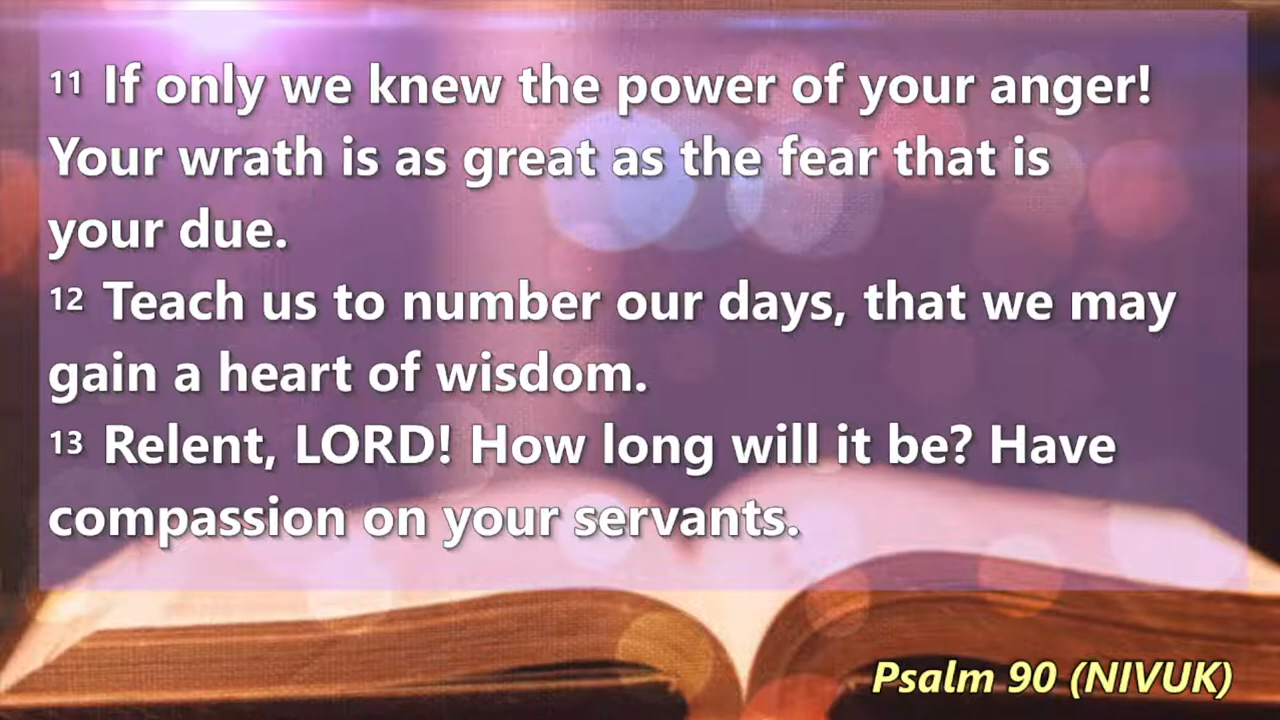 11 If only we knew the power of your anger!
Your wrath is as great as the fear that is
your due.
12 Teach us to number our days, that we may
gain a heart of wisdom.
13 Relent, LORD! How long will it be? Have
compassion on your servants.
Psalm 90 (NIVUK)